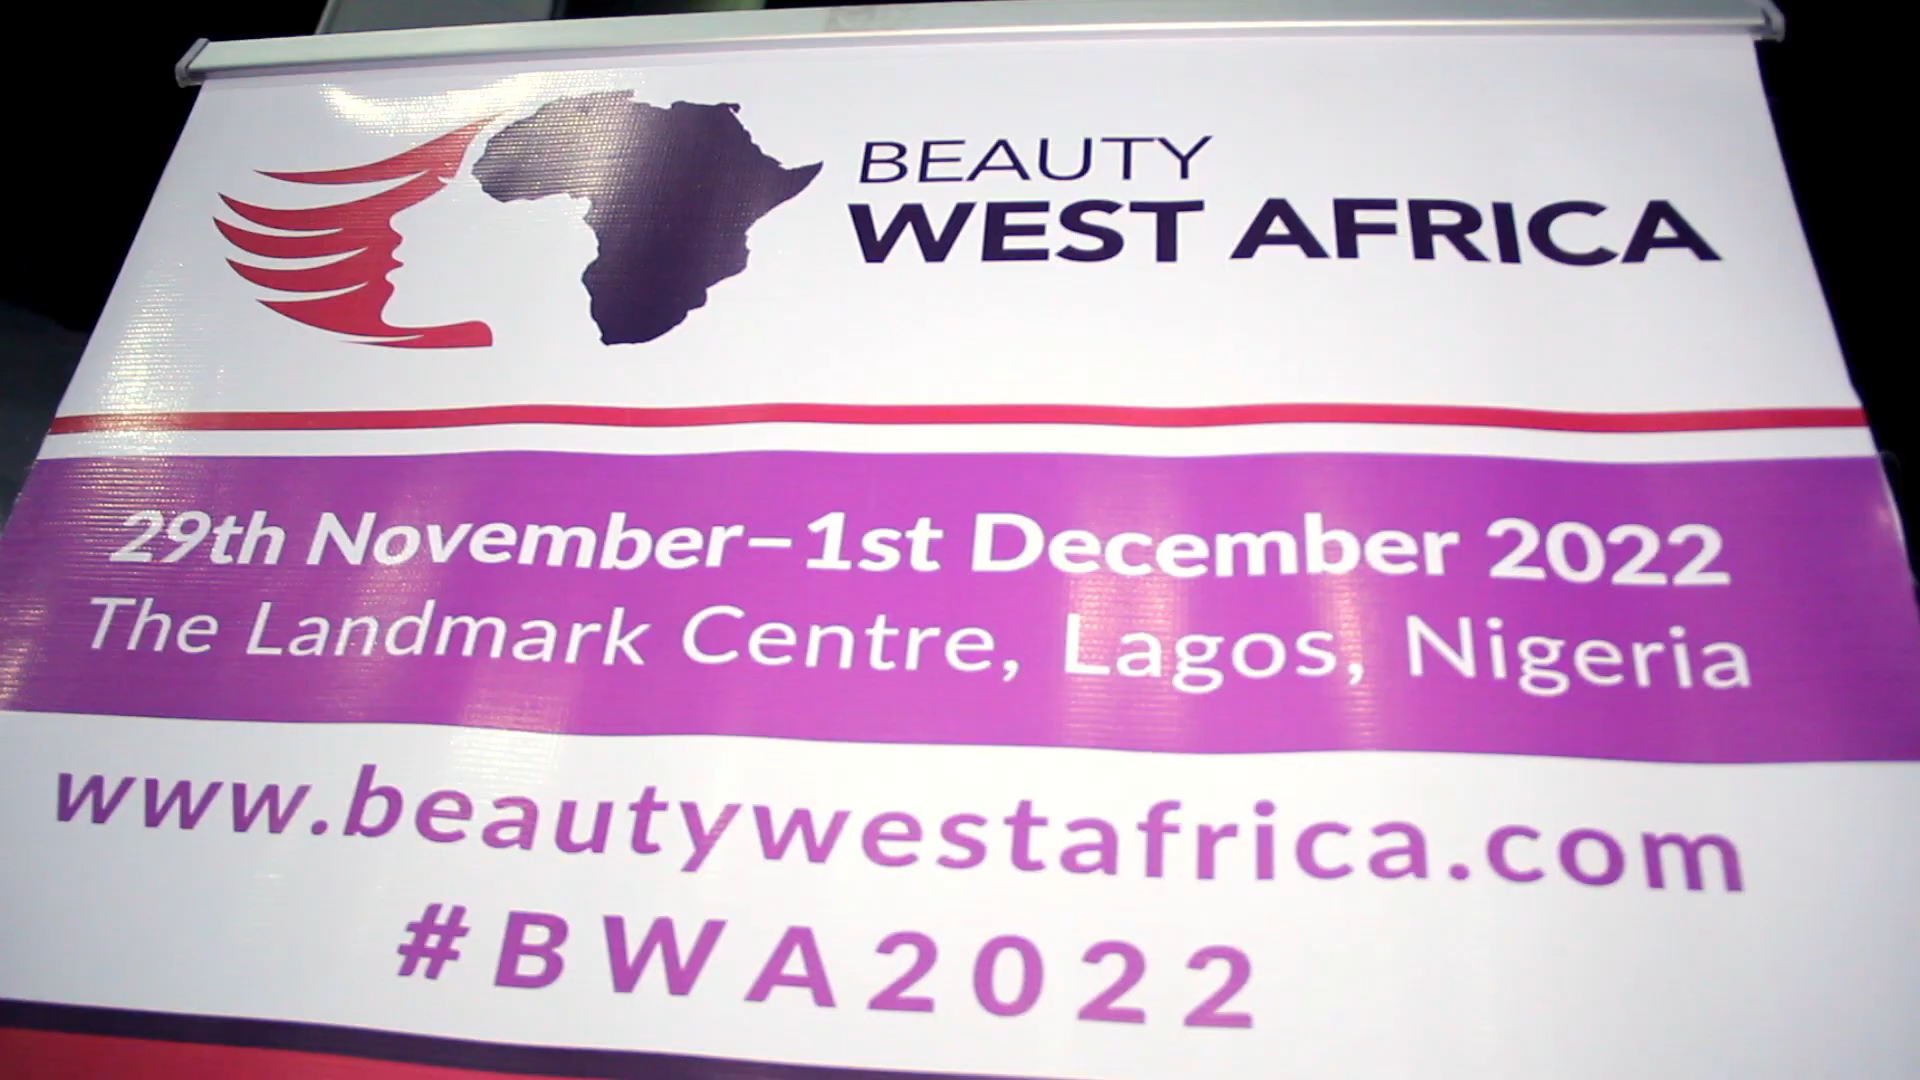 BEAUTY
WEST AFRICA
29th November–1st December 2022
The Landmark Centre, Lagos, Nigeria
www.beautywestafrica.com
#BWA2022